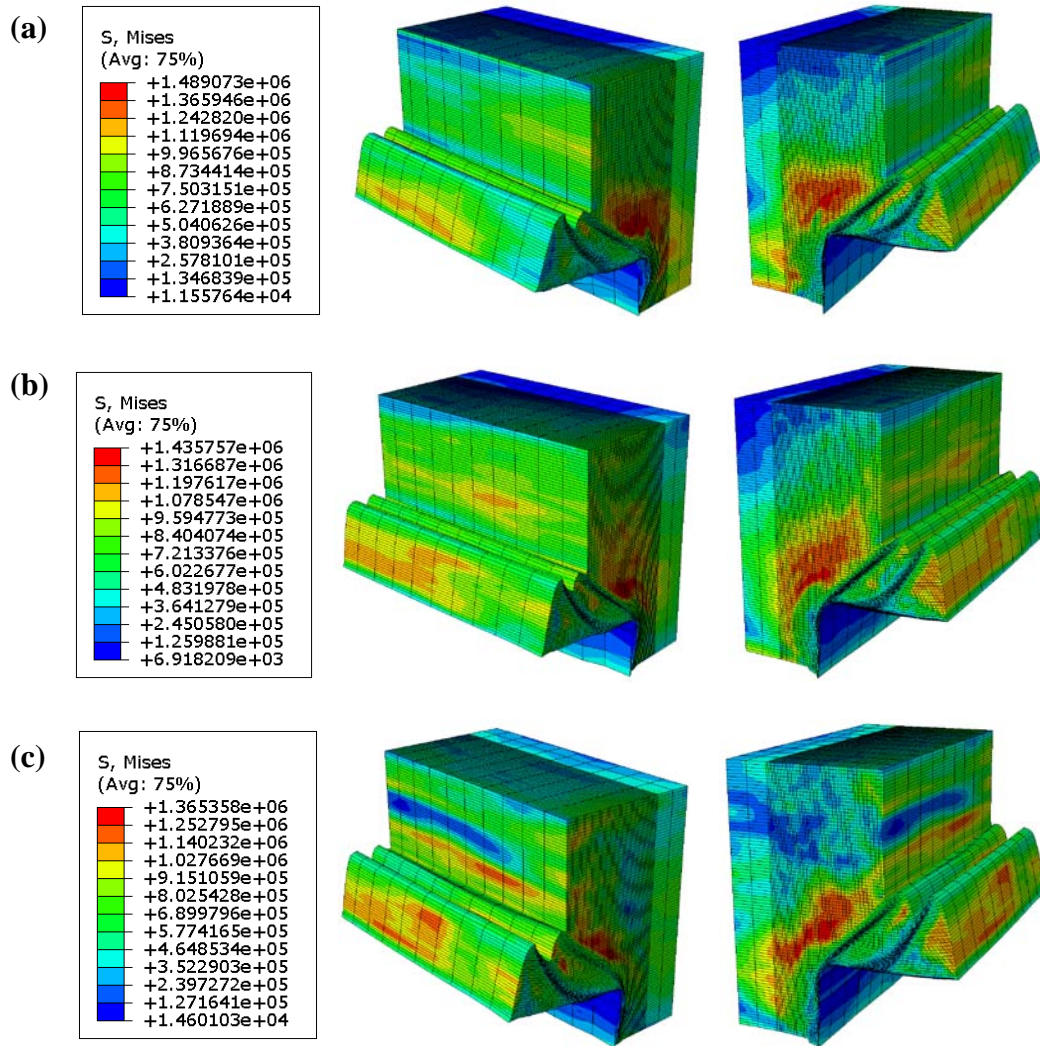 (a)
S, Mises
(Avg: 75%)
+1.489073e+06
+1.365946e+06
+1.242820e+06
+1.119694e+06
+9.965676e+05
+8.734414e+05
+7.503151e+05
+6.271889e+05
+5.040626e+05
+3.809364e+05
+2.578101e+05
+1.346839e+05
+1.155764e+04
(b)
S, Mises
(Avg: 75%)
+1.435757e+06
+1.316687e+06
+1.197617e+06
+1.078547e+06
+9.594773e+05
+8.404074e+05
+7.213376e+05
+6.022677e+05
+4.831978e+05
+3.641279e+05
+2.450580e+05
+1.259881e+05
+6.918209e+03
(c)
S, Mises
(Avg: 75%)
+1.365358e+06
+1.252795e+06
+1.140232e+06
+1.027669e+06
+9.151059e+05
+8.025428e+05
+6.899796e+05
+5.774165e+05
+4.648534e+05
+3.522903e+05
+2.397272e+05
+1.271641e+05
+1.460103e+04